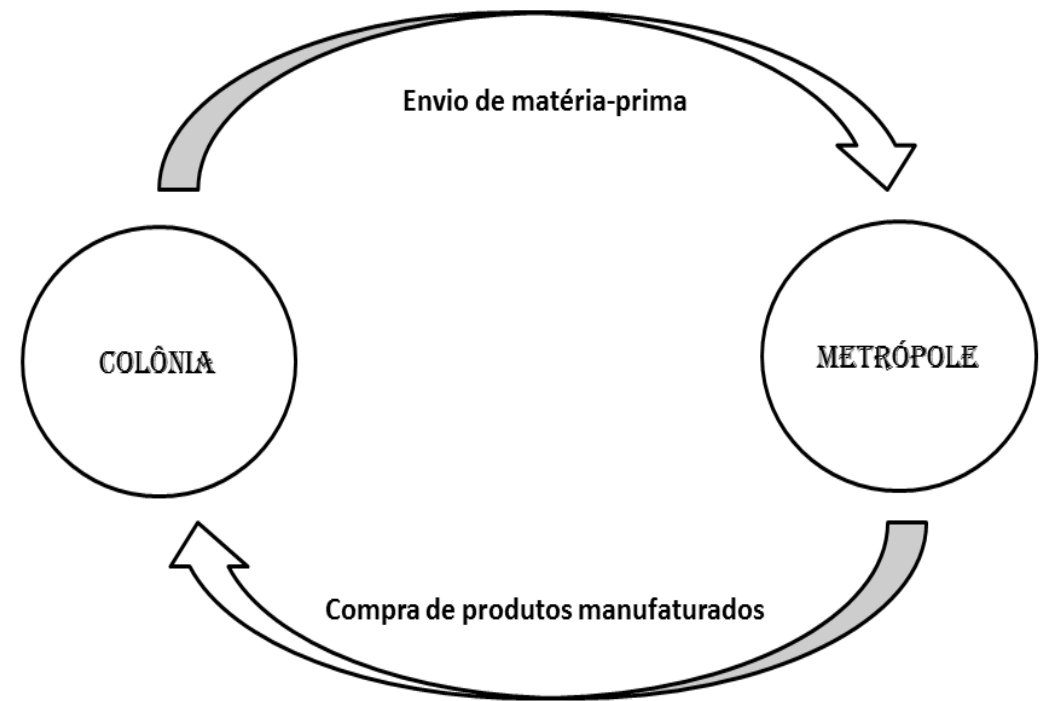 Envio de matéria-prima
COLÔNIA
METRÓPOLE
Compra de produtos manufaturados